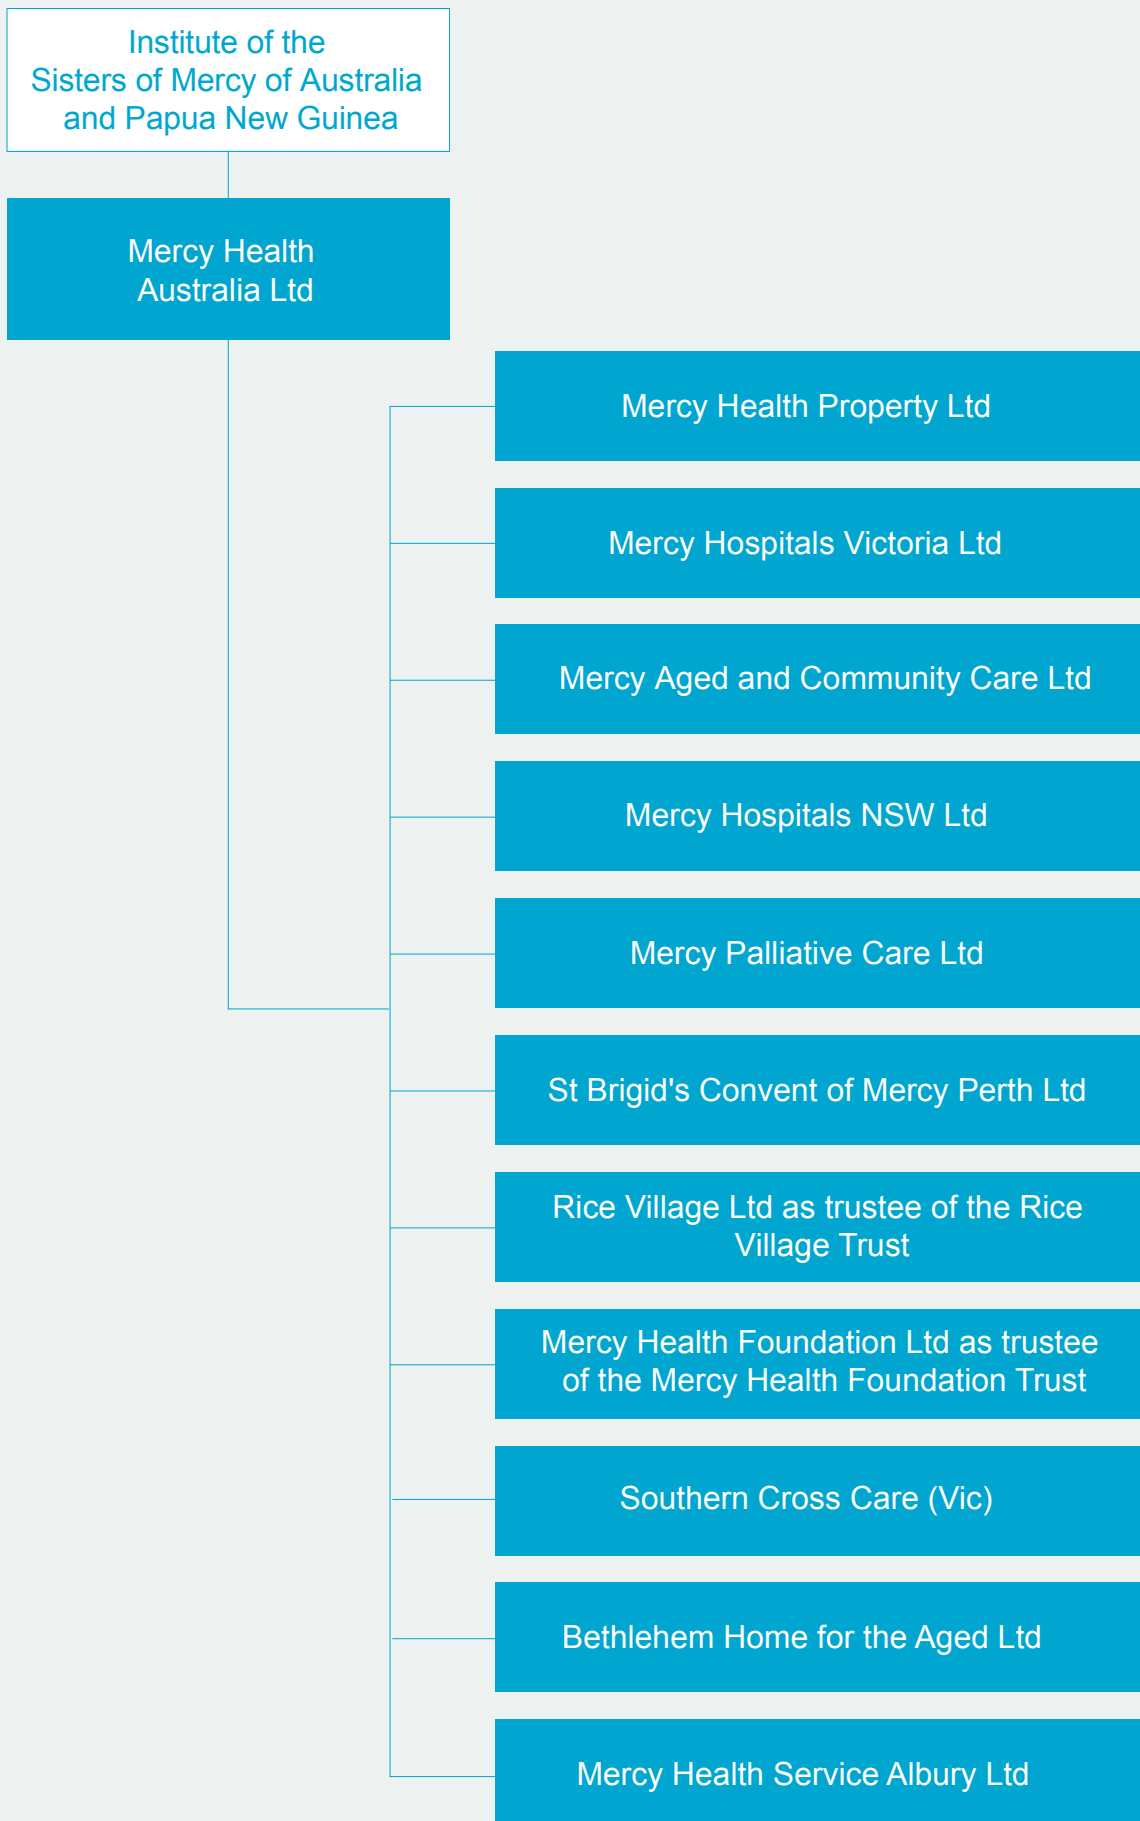 Institute of the
Sisters of Mercy of Australia
and Papua New Guinea
Mercy Health
Australia Ltd
Mercy Health Property Ltd
Mercy Hospitals Victoria Ltd
Mercy Aged and Community Care Ltd
Mercy Hospitals NSW Ltd
Mercy Palliative Care Ltd
St Brigid's Convent of Mercy Perth Ltd
Rice Village Ltd as trustee of the Rice
Village Trust
Mercy Health Foundation Ltd as trustee
of the Mercy Health Foundation Trust
Southern Cross Care (Vic)
Bethlehem Home for the Aged Ltd
Mercy Health Service Albury Ltd